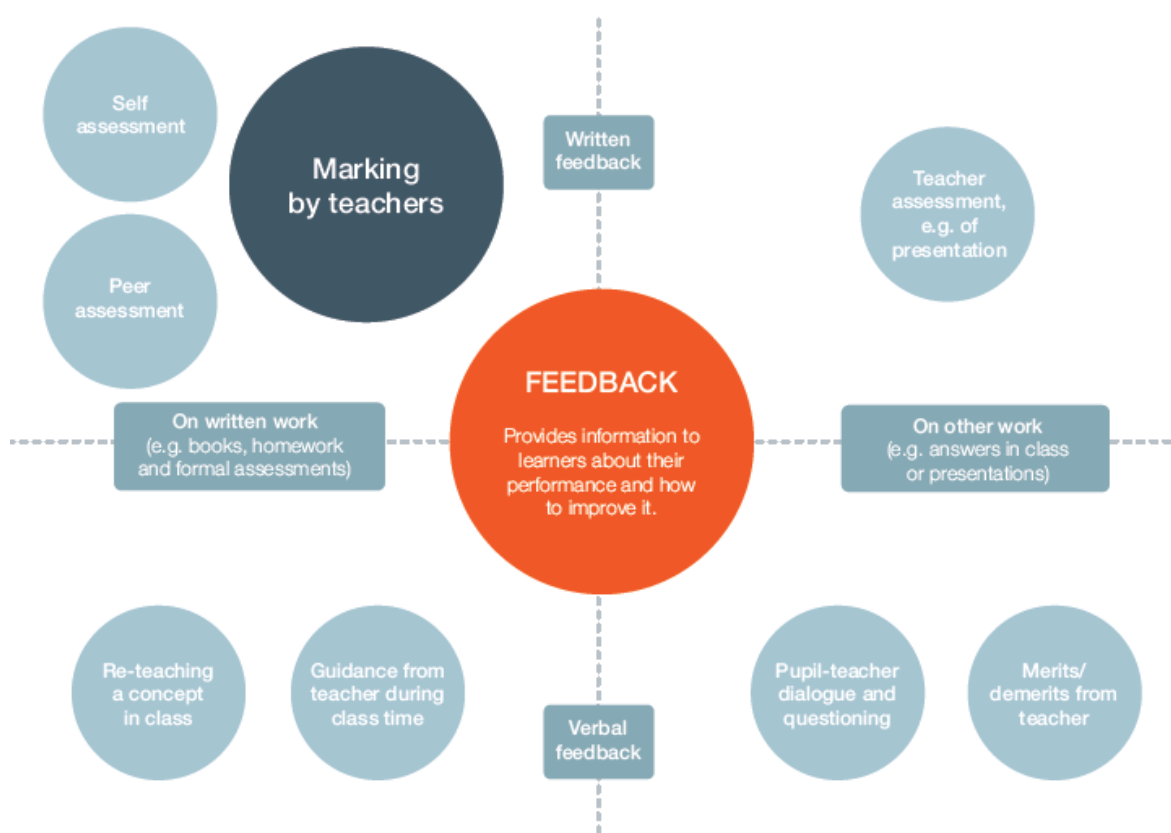 Self
assessment
Marking
by teachers
Written
feedback
Teacher
assessment,
e.g. of
presentation
Peer
assessment
FEEDBACK
Provides information to
learners about their
performance and how
to improve it.
On written work
(e.g. books, homework
and formal assessments)
On other work
(e.g. answers in class
or presentations)
Re-teaching
a concept
in class
Guidance from
teacher during
class time
Verbal
feedback
Pupil-teacher
dialogue and
questioning
Merits/
demerits from
teacher